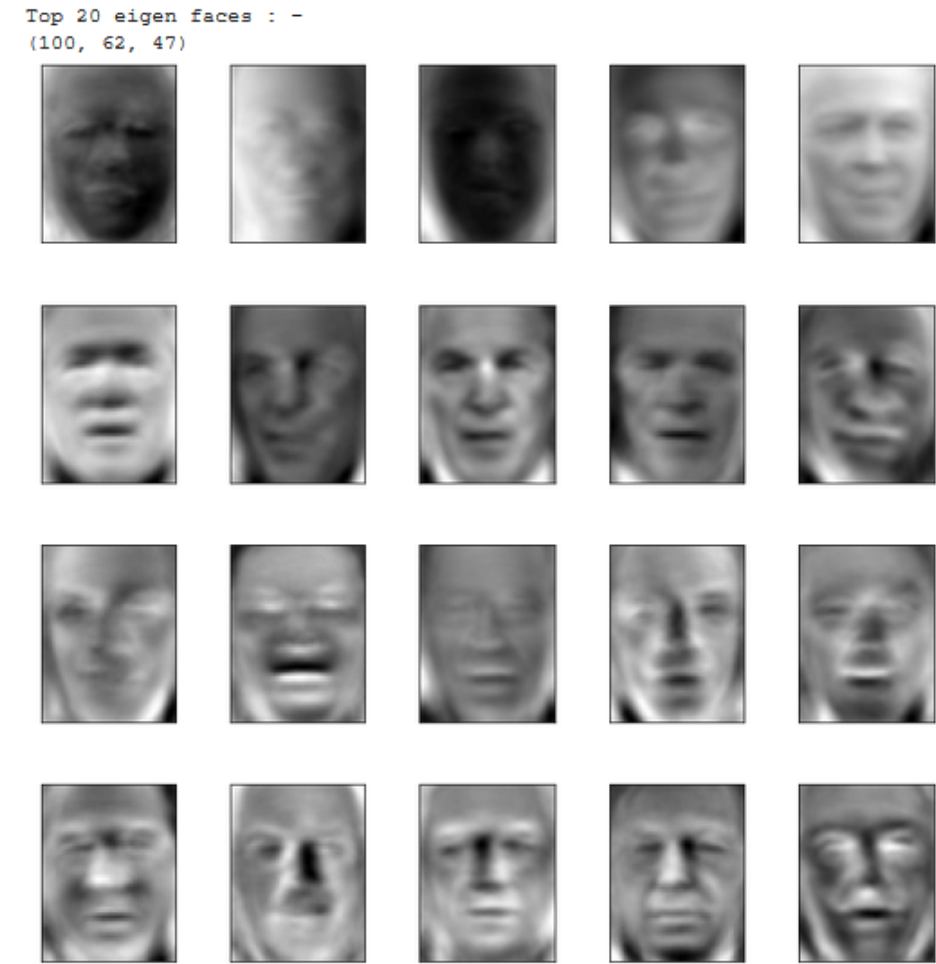 Top 20 eigen faces : -
(100, 62, 47)